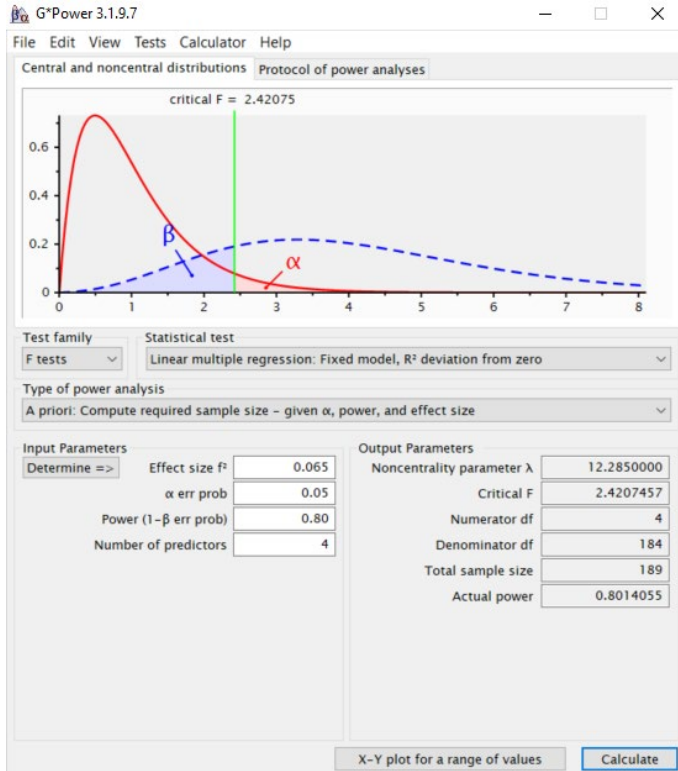 G*Power 3.1.9.7
File Edit View Tests Calculator Help
Central and noncentral distributions Protocol of power analyses
critical F = 2.42075
0.6
0.4
0.2
0
β
α
0 1 2 3 4 5 6 7 8
Test family Statistical test
F tests Linear multiple regression: Fixed model, R² deviation from zero
Type of power analysis
A priori: Compute required sample size – given α, power, and effect size
Input Parameters Output Parameters
Determine => Effect size f² 0.065 Noncentrality parameter λ 12.2850000
α err prob 0.05 Critical F 2.4207457
Power (1-β err prob) 0.80 Numerator df 4
Number of predictors 4 Denominator df 184
Total sample size 189
Actual power 0.8014055
X-Y plot for a range of values Calculate